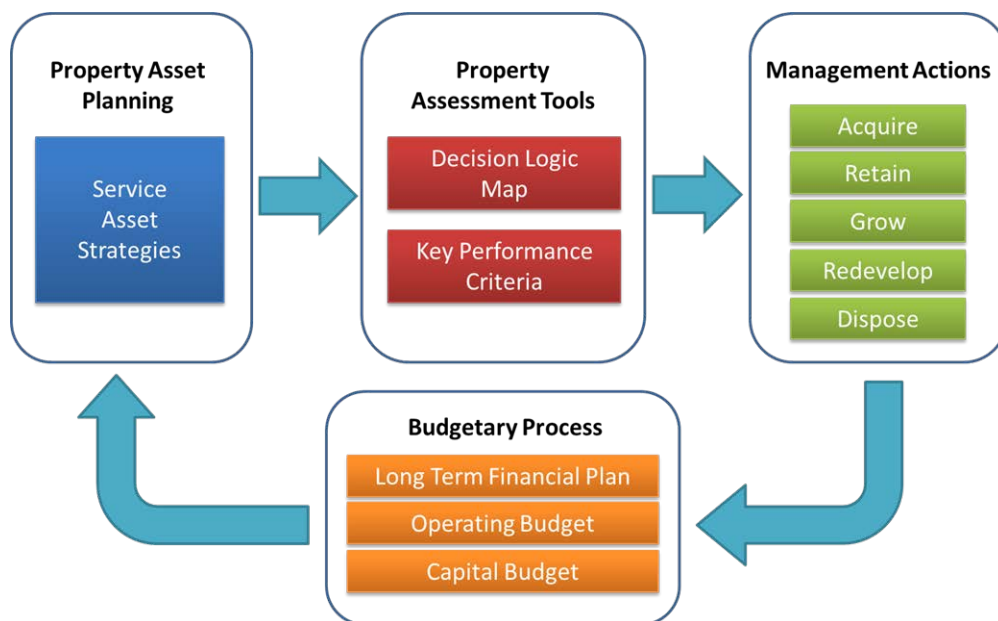 Property Asset
Planning
Service
Asset
Strategies
Property
Assessment Tools
Decision Logic
Map
Key Performance
Criteria
Management Actions
Acquire
Retain
Grow
Redevelop
Dispose
Budgetary Process
Long Term Financial Plan
Operating Budget
Capital Budget